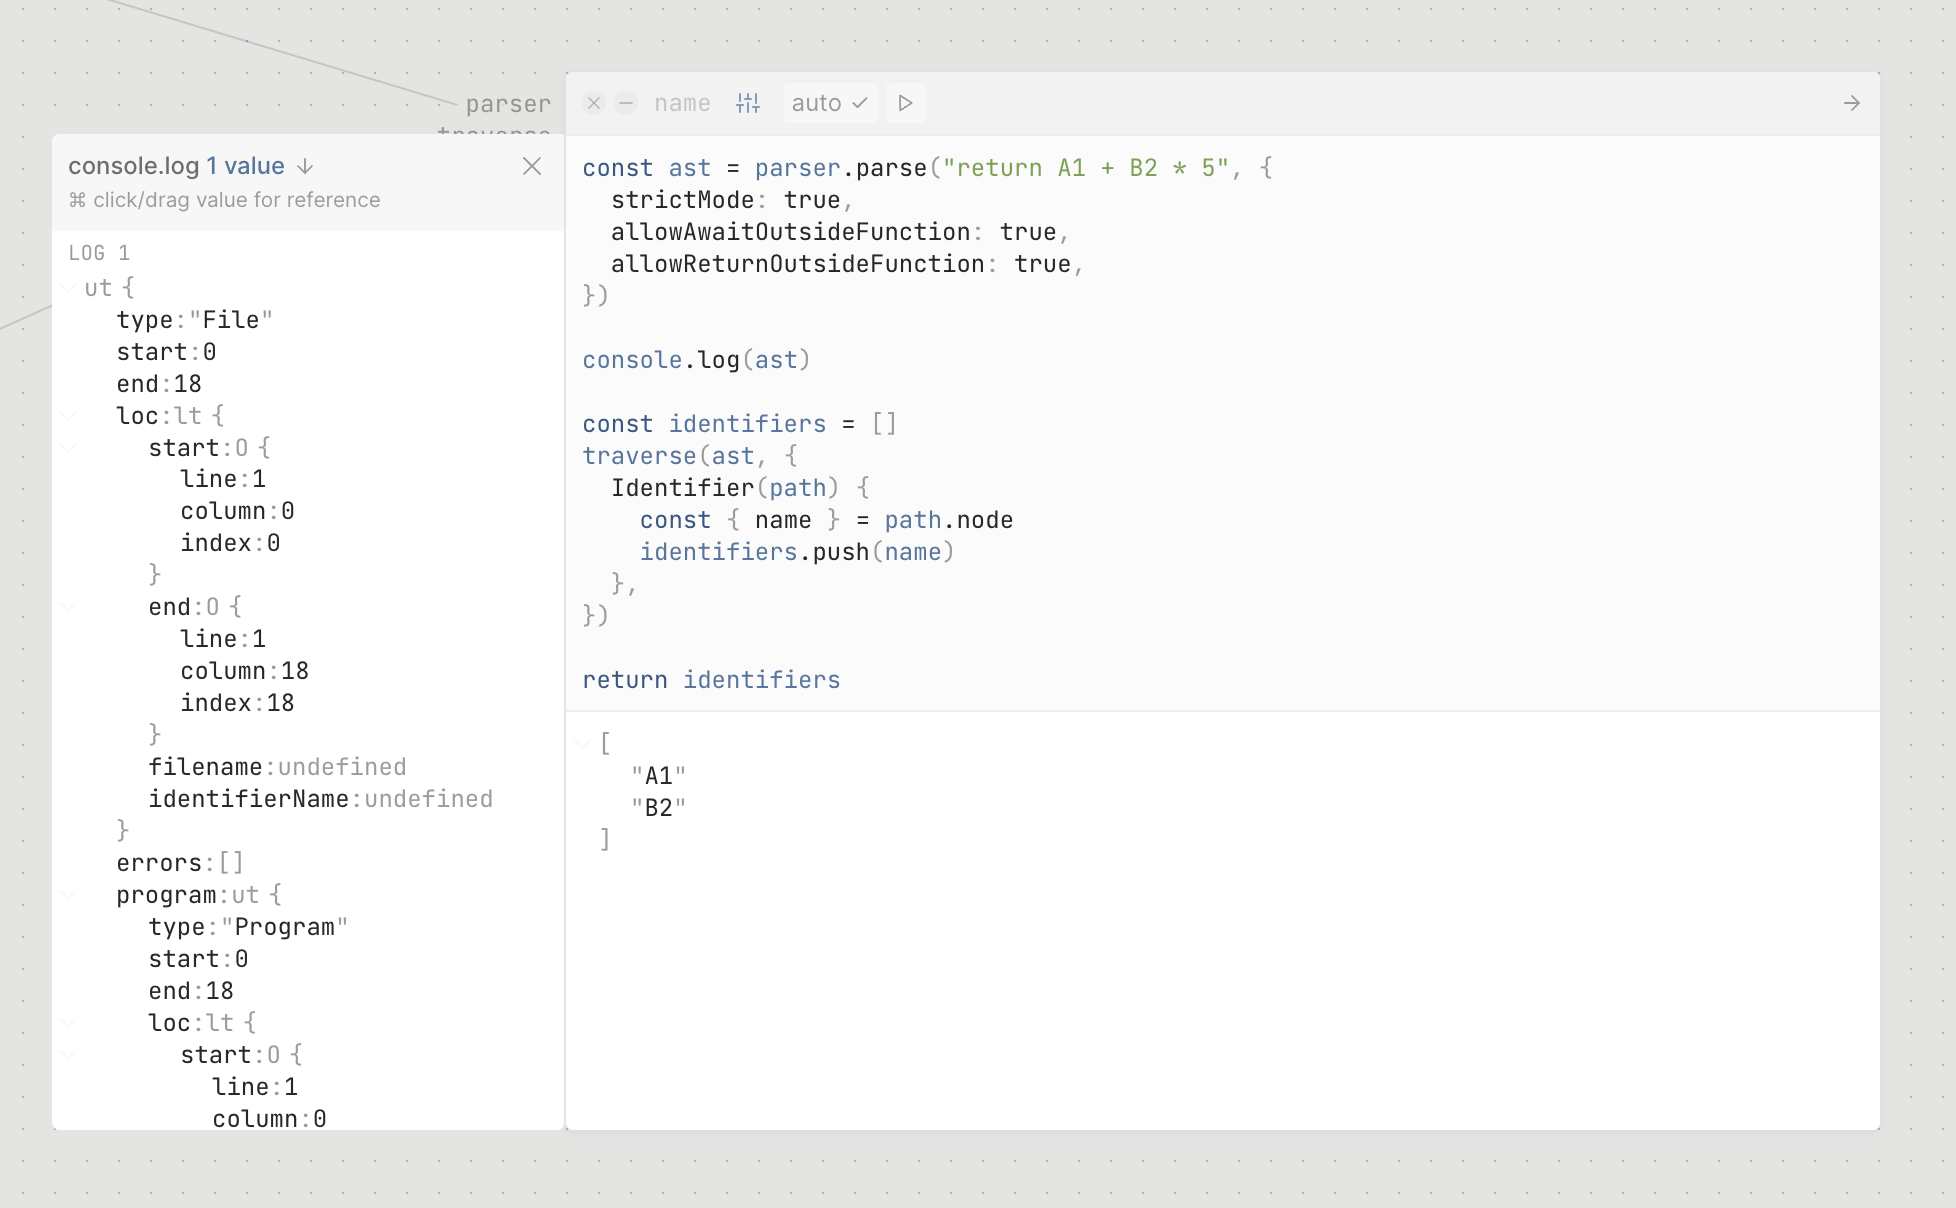 parser
traverse
console.log 1 value ↓
⌘ click/drag value for reference
LOG 1
ut {
type:"File"
start:0
end:18
loc:lt {
start:O {
line:1
column:0
index:0
}
end:O {
line:1
column:18
index:18
}
filename:undefined
identifierName:undefined
}
errors:[]
program:ut {
type:"Program"
start:0
end:18
loc:lt {
start:O {
line:1
column:0
name auto
const ast = parser.parse("return A1 + B2 * 5", {
  strictMode: true,
  allowAwaitOutsideFunction: true,
  allowReturnOutsideFunction: true,
})
console.log(ast)
const identifiers = []
traverse(ast, {
  Identifier(path) {
    const { name } = path.node
    identifiers.push(name)
  },
})
return identifiers
[
"A1"
"B2"
]